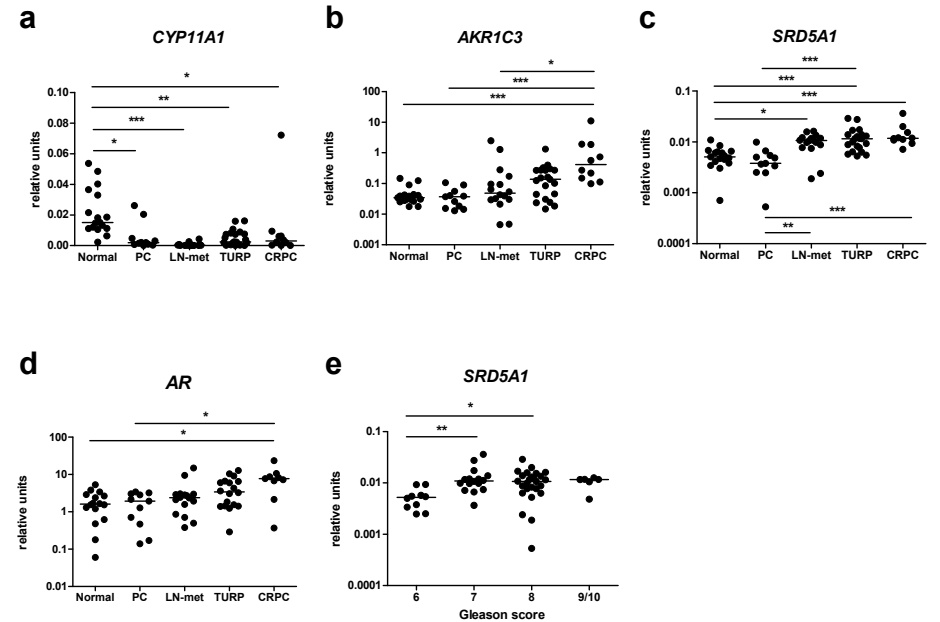 a
CYP11A1
*
**
***
*
relative units
0.10
0.08
0.06
0.04
0.02
0.00
Normal PC LN-met TURP CRPC
b
AKR1C3
*
***
***
relative units
100
10
1
0.1
0.01
0.001
Normal PC LN-met TURP CRPC
c
SRD5A1
***
***
***
*
relative units
0.1
0.01
0.001
0.0001
***
**
Normal PC LN-met TURP CRPC
d
AR
*
*
relative units
100
10
1
0.1
0.01
Normal PC LN-met TURP CRPC
e
SRD5A1
*
**
relative units
0.1
0.01
0.001
0.0001
6 7 8 9/10
Gleason score